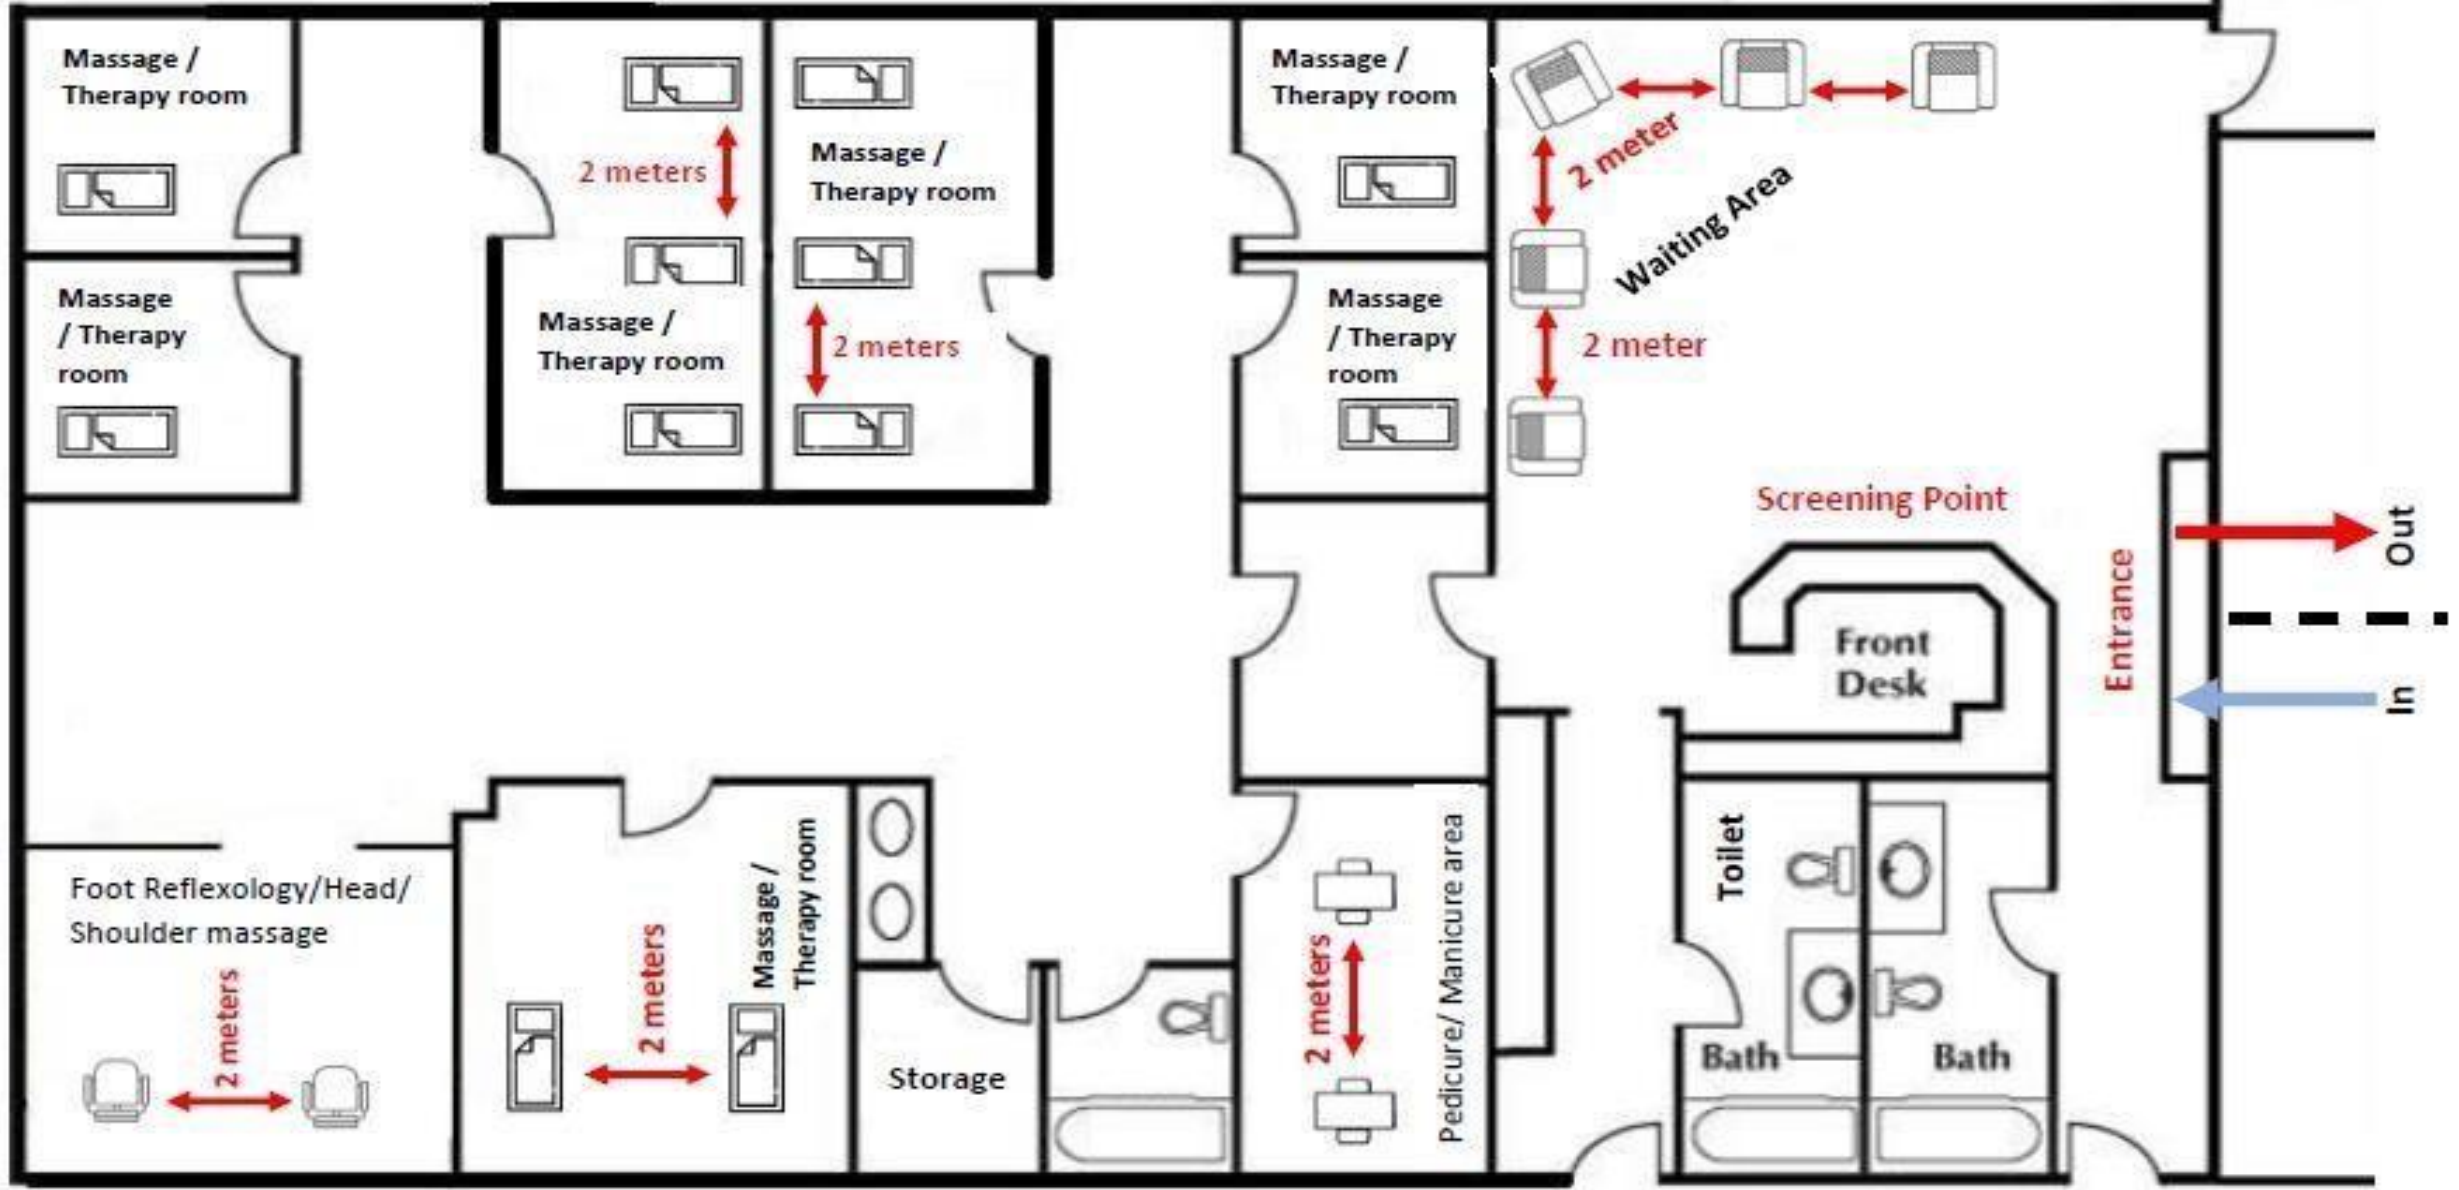 Massage /
Therapy room
Massage
/ Therapy
room
2 meters
Massage /
Therapy room
Massage /
Therapy room
2 meters
Massage /
Therapy room
Massage
/ Therapy
room
2 meter
Waiting Area
2 meter
Screening Point
Front
Desk
Entrance
Out
In
Foot Reflexology/Head/
Shoulder massage
2 meters
2 meters
Massage /
Therapy room
Storage
2 meters
Pedicure/ Manicure area
Toilet
Bath
Bath